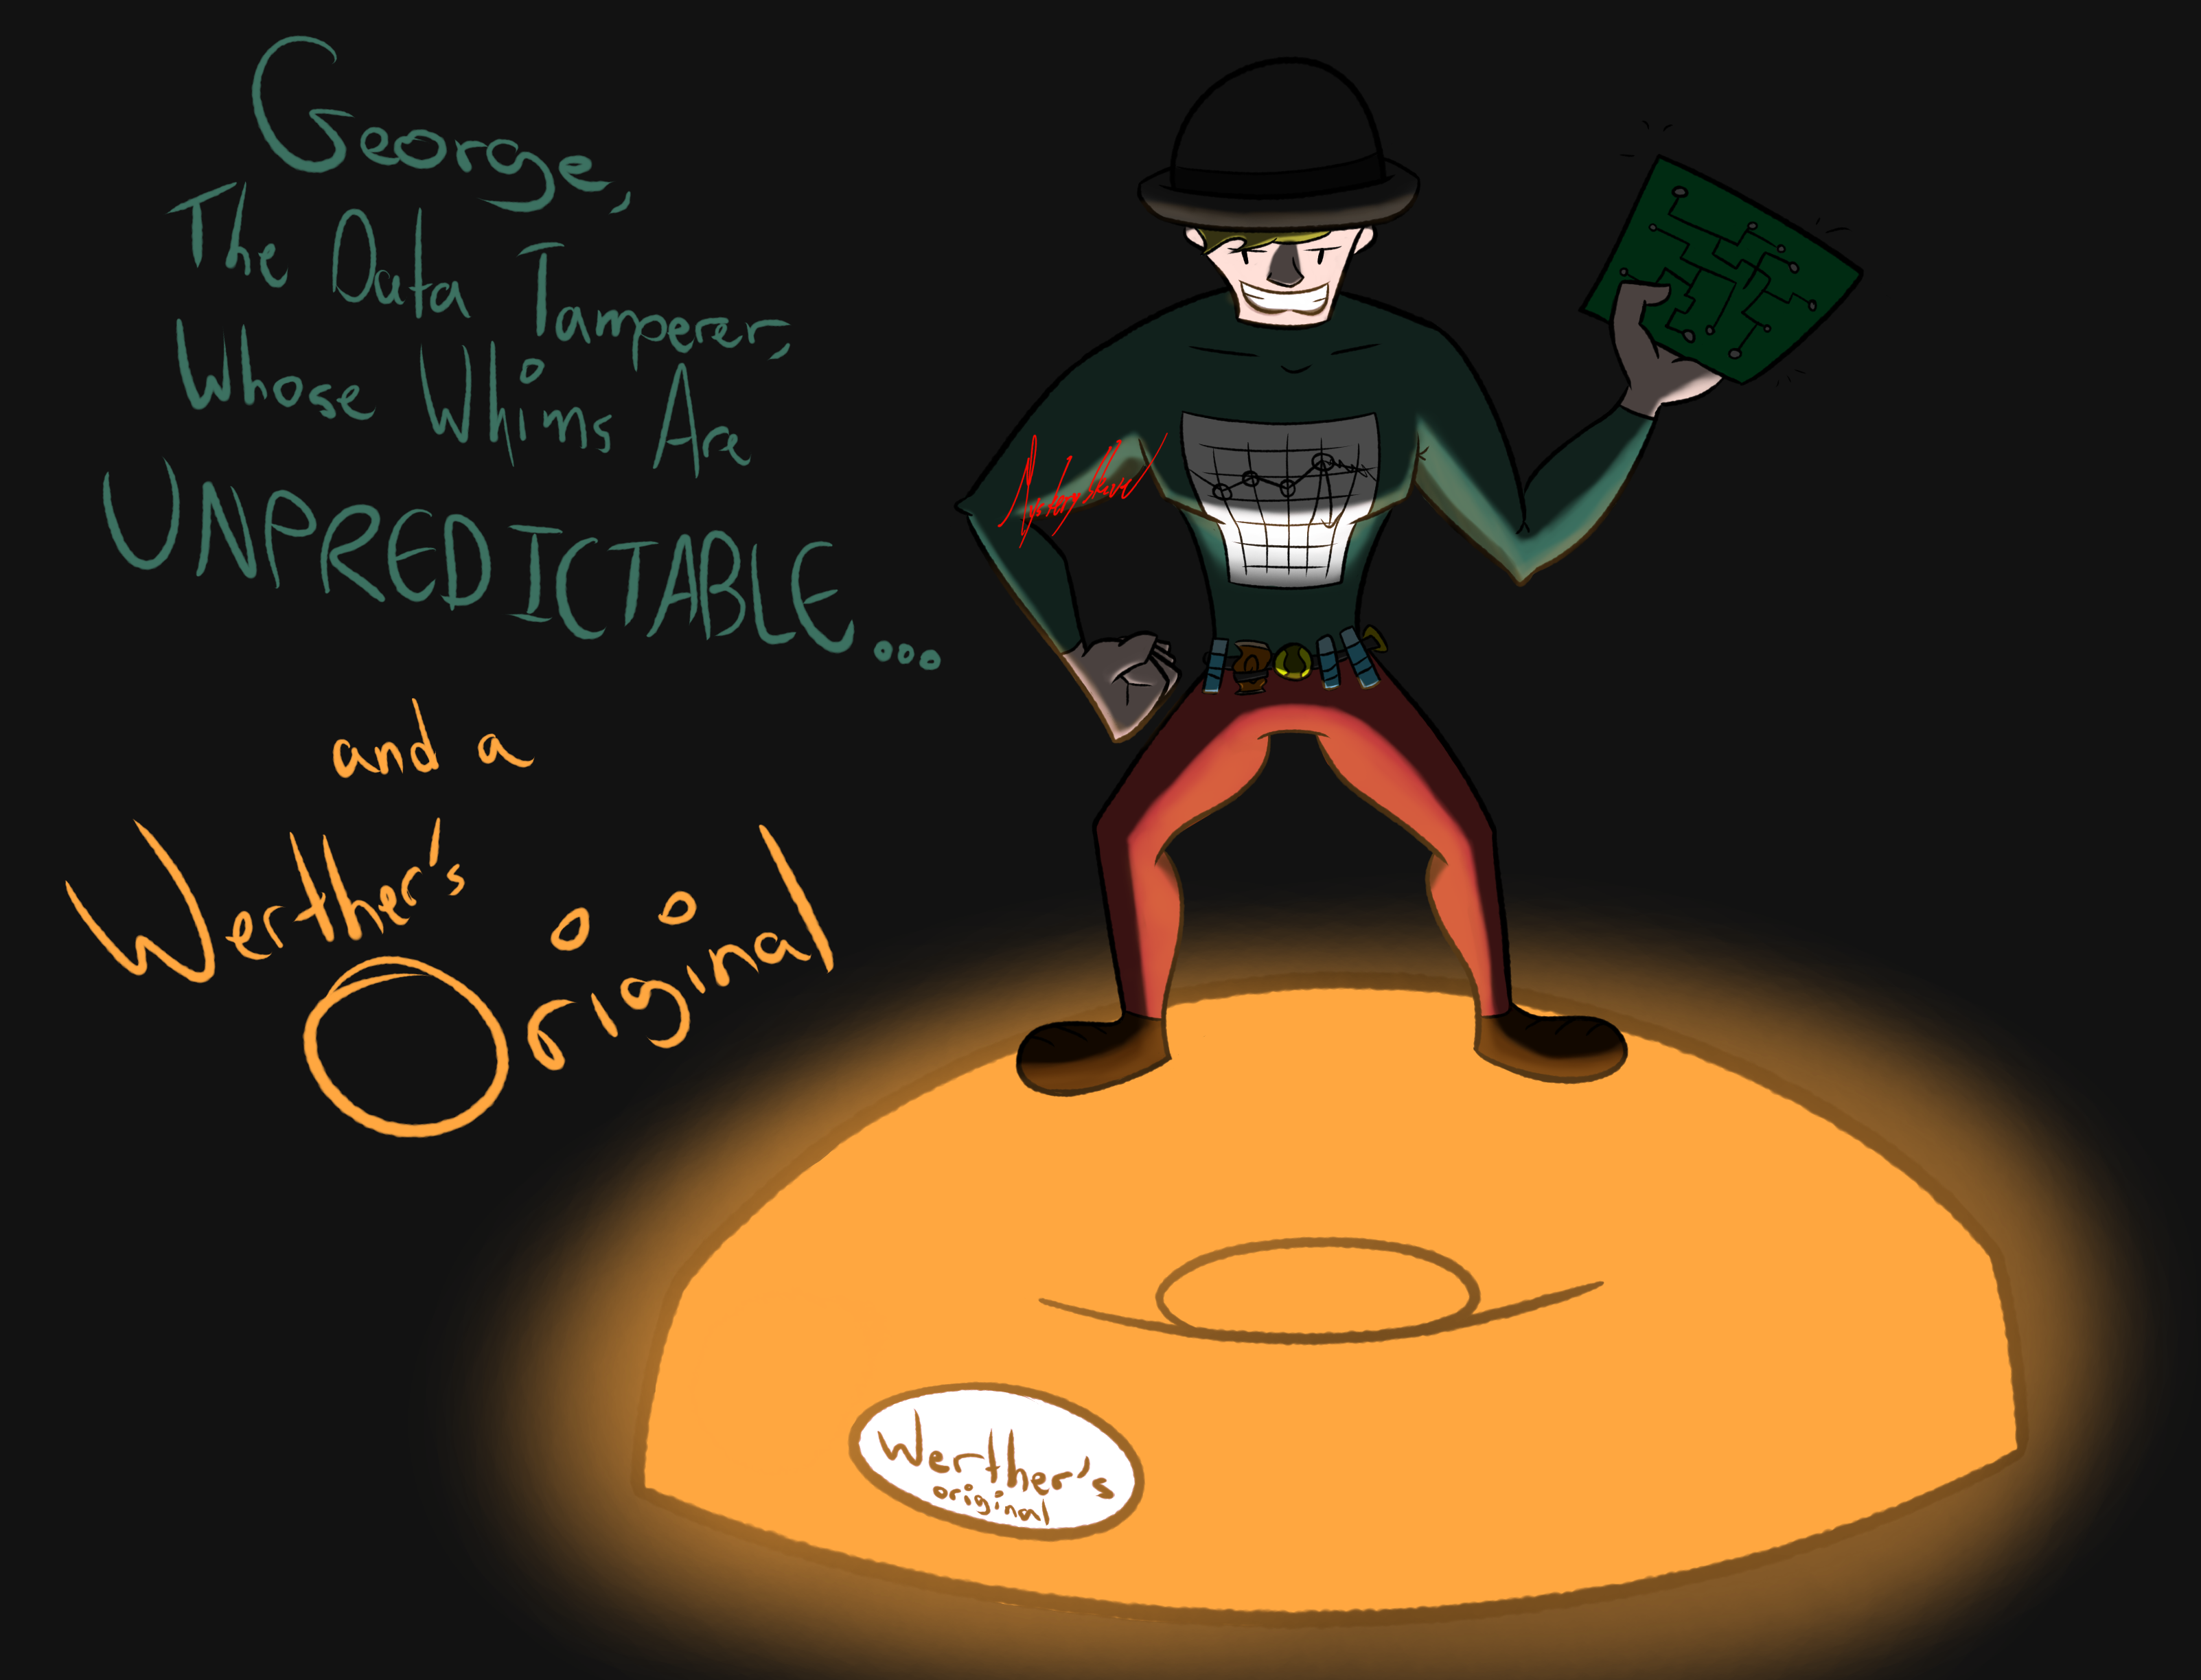 George,
The Data Tamperer,
Whose Whims Are
UNPREDICTABLE...
and a
Werther's
Original
Werther's
original